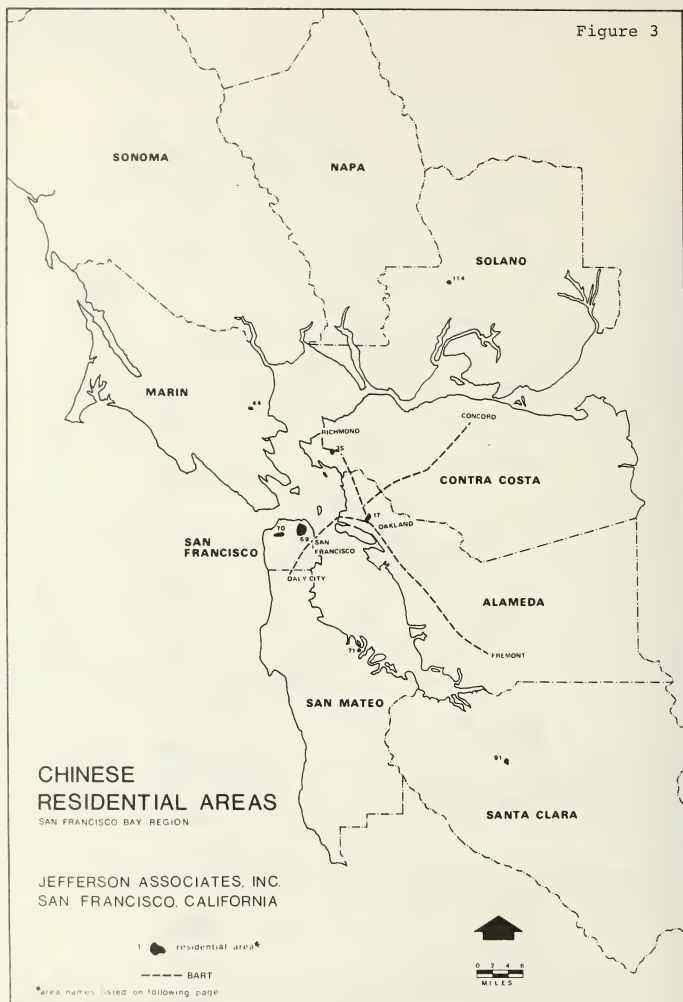 Figure 3
SONOMA
NAPA
SOLANO
114
MARIN
44
CONCORD
RICHMOND
35
CONTRA COSTA
17
OAKLAND
70
69
SAN
FRANCISCO
SAN
FRANCISCO
DALY CITY
ALAMEDA
FREMONT
71
SAN MATEO
91
SANTA CLARA
CHINESE
RESIDENTIAL AREAS
SAN FRANCISCO BAY REGION
JEFFERSON ASSOCIATES, INC.
SAN FRANCISCO, CALIFORNIA
1 residential area*
BART
0 2 4 6
MILES
*area names listed on following page